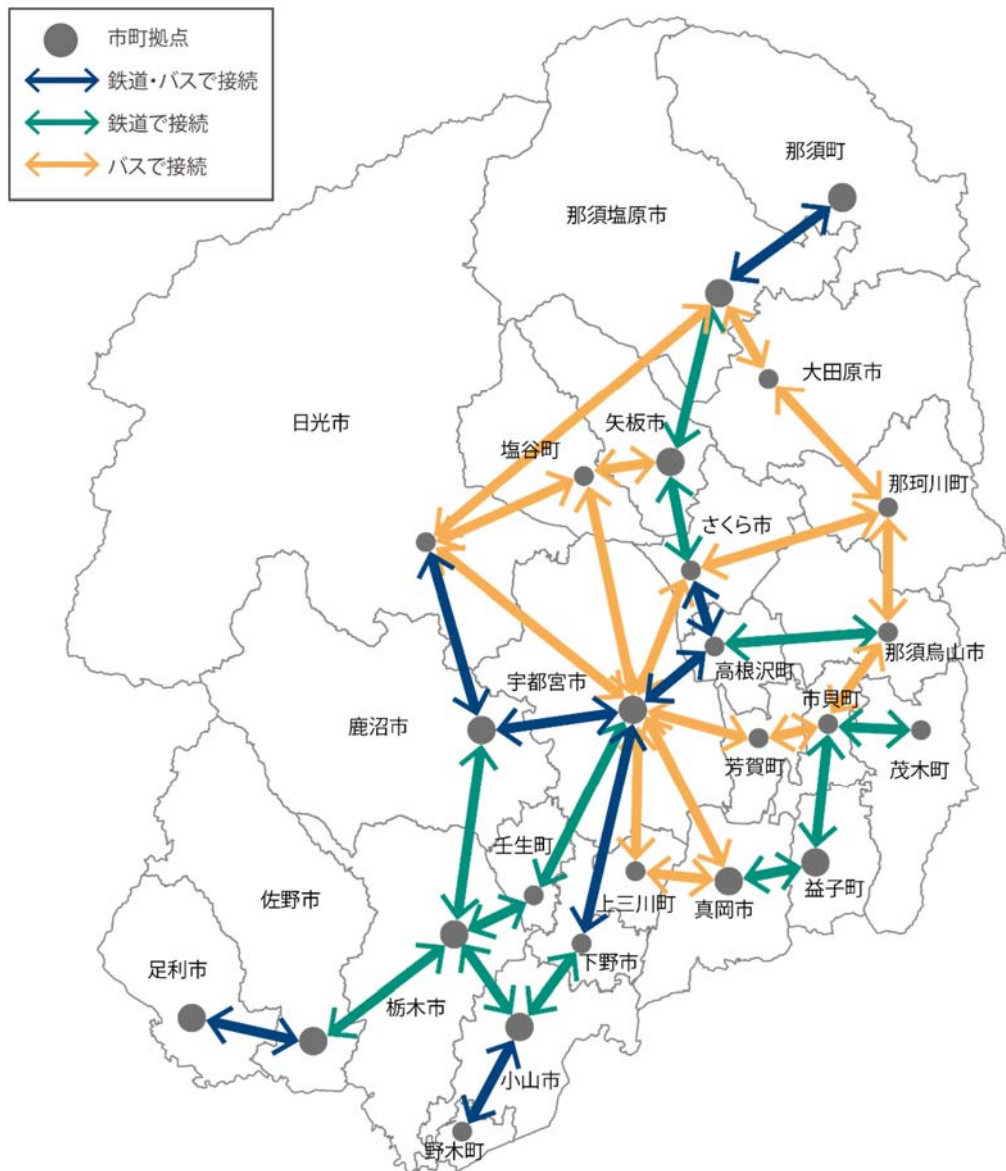 市町拠点
鉄道・バスで接続
鉄道で接続
バスで接続
那須町
那須塩原市
大田原市
日光市
矢板市
塩谷町
那珂川町
さくら市
那須烏山市
高根沢町
宇都宮市
市貝町
鹿沼市
芳賀町
茂木町
壬生町
益子町
上三川町
真岡市
佐野市
下野市
足利市
栃木市
小山市
野木町